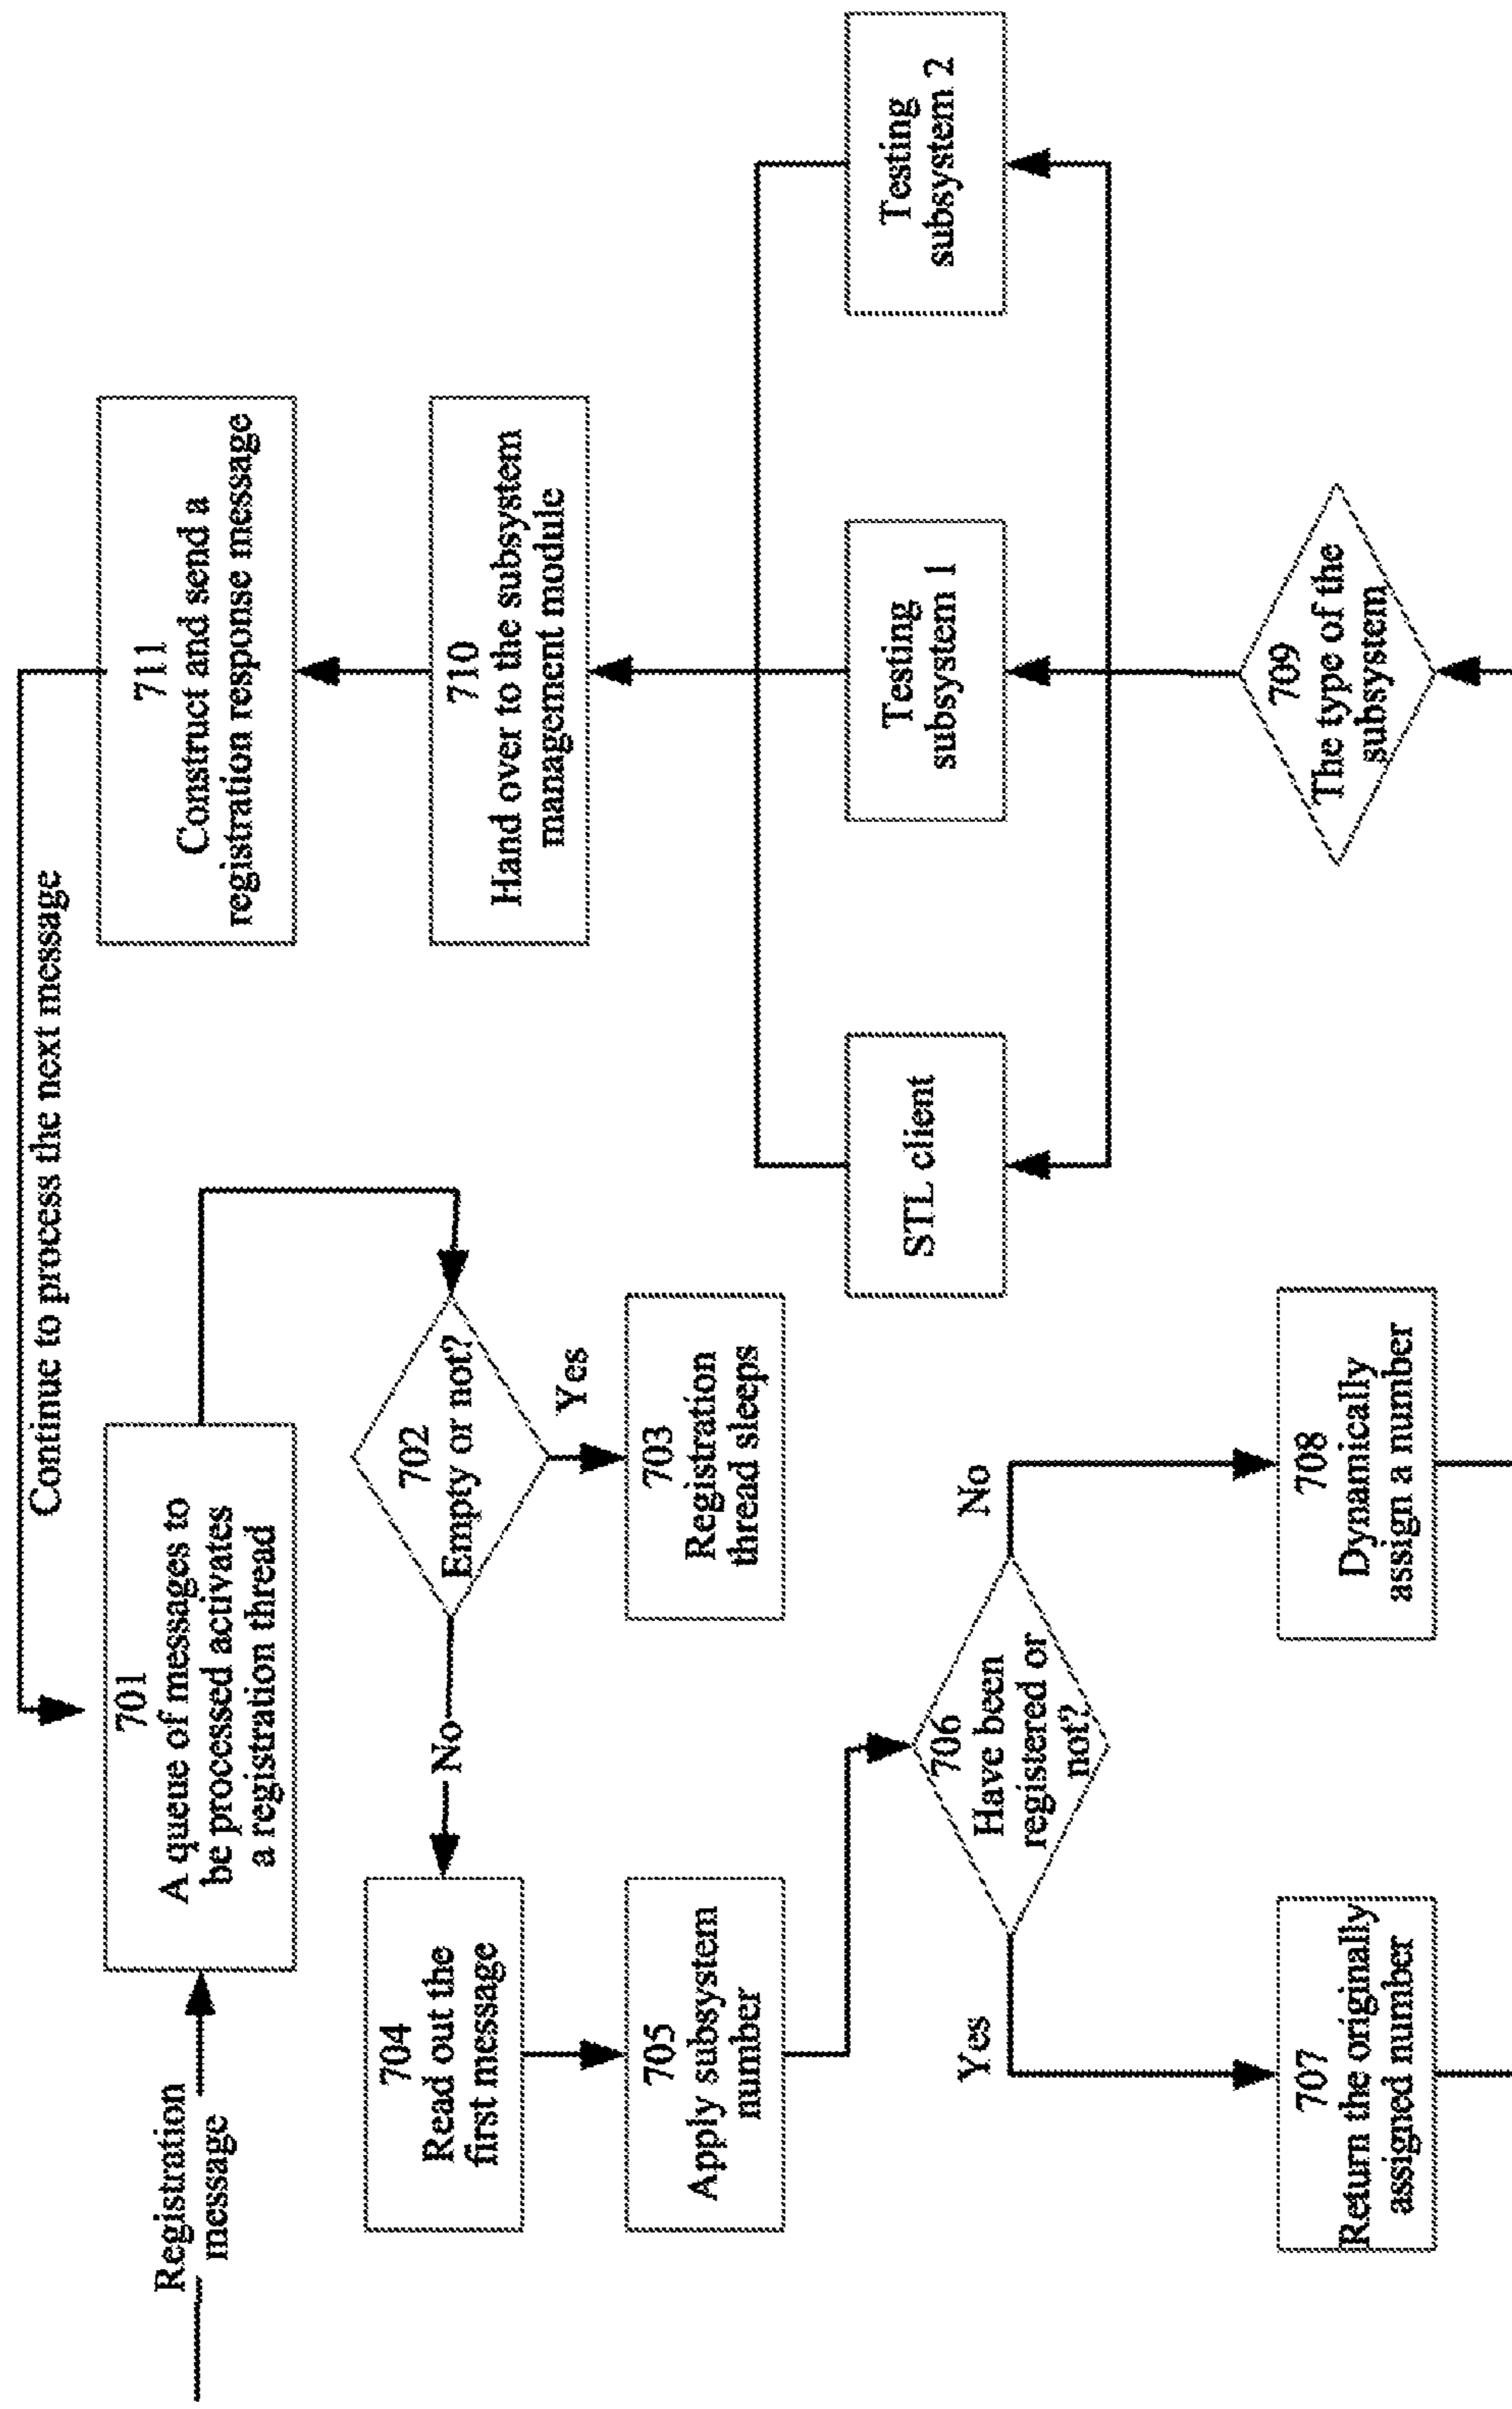 Registration
message
701
A queue of messages to
be processed activates
a registration thread
Continue to process the next message
702
Empty or not?
Yes
No
703
Registration
thread sleeps
704
Read out the
first message
705
Apply subsystem
number
706
Have been
registered or
not?
Yes
No
707
Return the originally
assigned number
708
Dynamically
assign a number
709
The type of the
subsystem
STL client
Testing
subsystem 1
Testing
subsystem 2
710
Hand over to the subsystem
management module
711
Construct and send a
registration response message